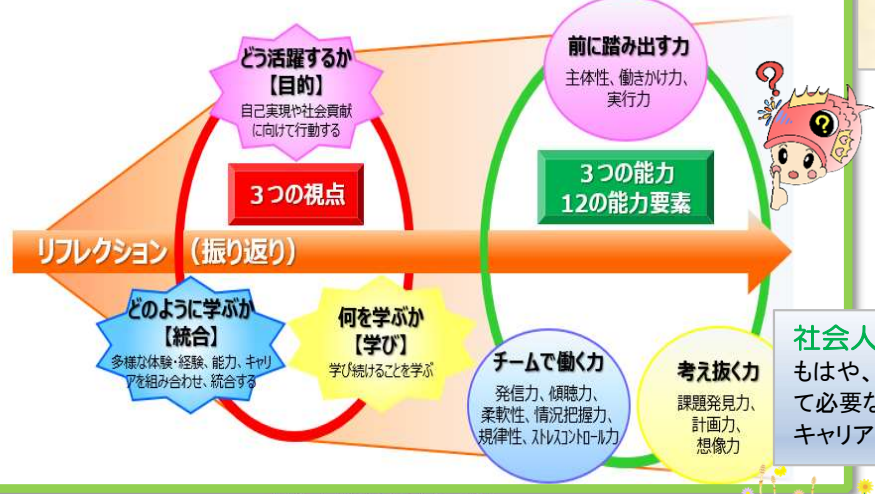 どう活躍するか
【目的】
自己実現や社会貢献
に向けて行動する
前に踏み出す力
主体性、働きかけ力、
実行力
?
?
3つの視点
3つの能力
12の能力要素
リフレクション (振り返り)
どのように学ぶか
【統合】
多様な体験・経験、能力、キャリ
アを組み合わせ、統合する
何を学ぶか
【学び】
学び続けることを学ぶ
チームで働く力
発信力、傾聴力、
柔軟性、情況把握力、
規律性、ストレスコントロール力
考え抜く力
課題発見力、
計画力、
想像力
社会人
もはや、
て必要な
キャリア